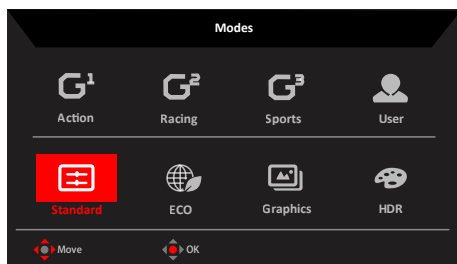 Modes
G1 G2 G3
Action Racing Sports User
Standard ECO Graphics HDR
Move OK